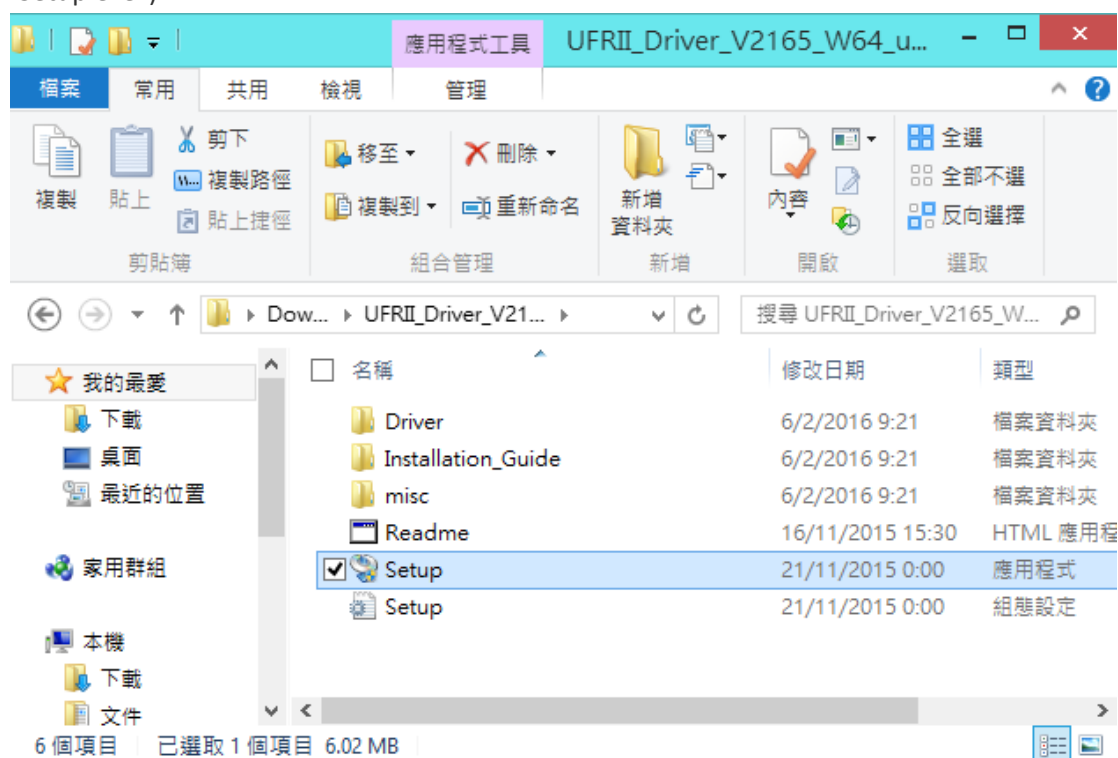 應用程式工具 UFRII_Driver_V2165_W64_u...
檔案 常用 共用 檢視 管理
複製
貼上
剪下
複製路徑
貼上捷徑
剪貼簿
移至
複製到
刪除
重新命名
組合管理
新增
資料夾
新增
內容
開啟
全選
全部不選
反向選擇
選取
Dow... UFRII_Driver_V21... 搜尋 UFRII_Driver_V2165_W...
我的最愛
下載
桌面
最近的位置
家用群組
本機
下載
文件
名稱 修改日期 類型
Driver 6/2/2016 9:21 檔案資料夾
Installation_Guide 6/2/2016 9:21 檔案資料夾
misc 6/2/2016 9:21 檔案資料夾
Readme 16/11/2015 15:30 HTML 應用程
Setup 21/11/2015 0:00 應用程式
Setup 21/11/2015 0:00 組態設定
6 個項目 已選取 1 個項目 6.02 MB